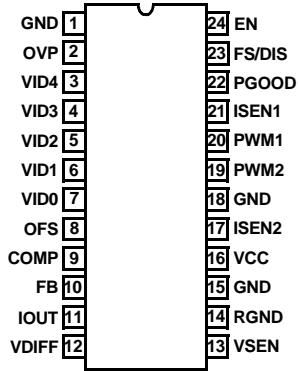 GND 1 24 EN
OVP 2 23 FS/DIS
VID4 3 22 PGOOD
VID3 4 21 ISEN1
VID2 5 20 PWM1
VID1 6 19 PWM2
VID0 7 18 GND
OFS 8 17 ISEN2
COMP 9 16 VCC
FB 10 15 GND
IOUT 11 14 RGND
VDIFF 12 13 VSEN